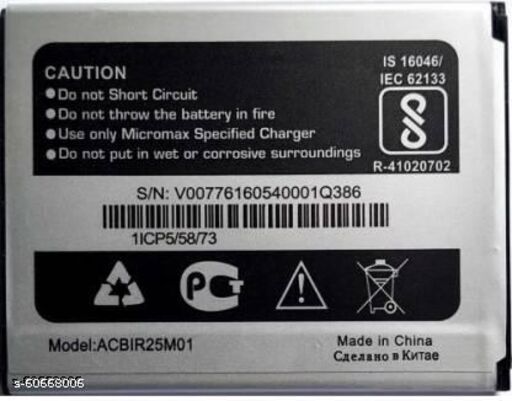 CAUTION
● Do not Short Circuit
● Do not throw the battery in fire
● Use only Micromax Specified Charger
● Do not put in wet or corrosive surroundings
IS 16046/
IEC 62133
R-41020702
S/N: V00776160540001Q386
1ICP5/58/73
РСТ
Model:ACBIR25M01
Made in China
Сделано в Китае
s-60668006